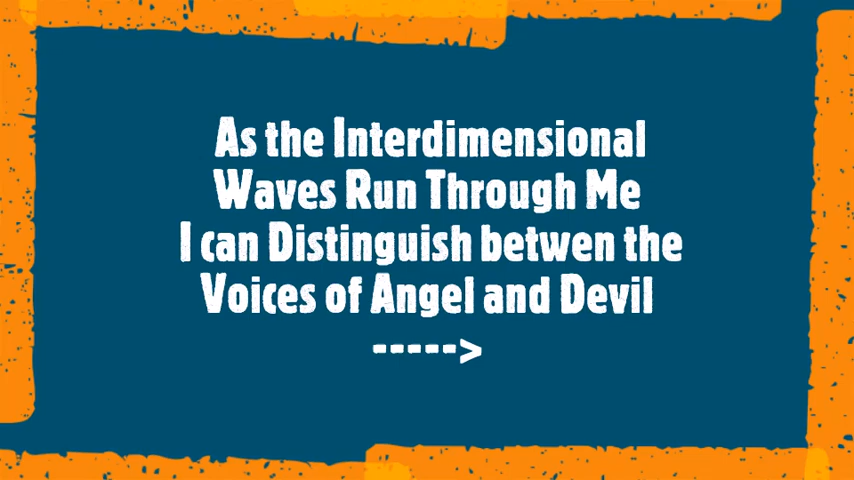 As the Interdimensional
Waves Run Through Me
I can Distinguish betwen the
Voices of Angel and Devil
----->